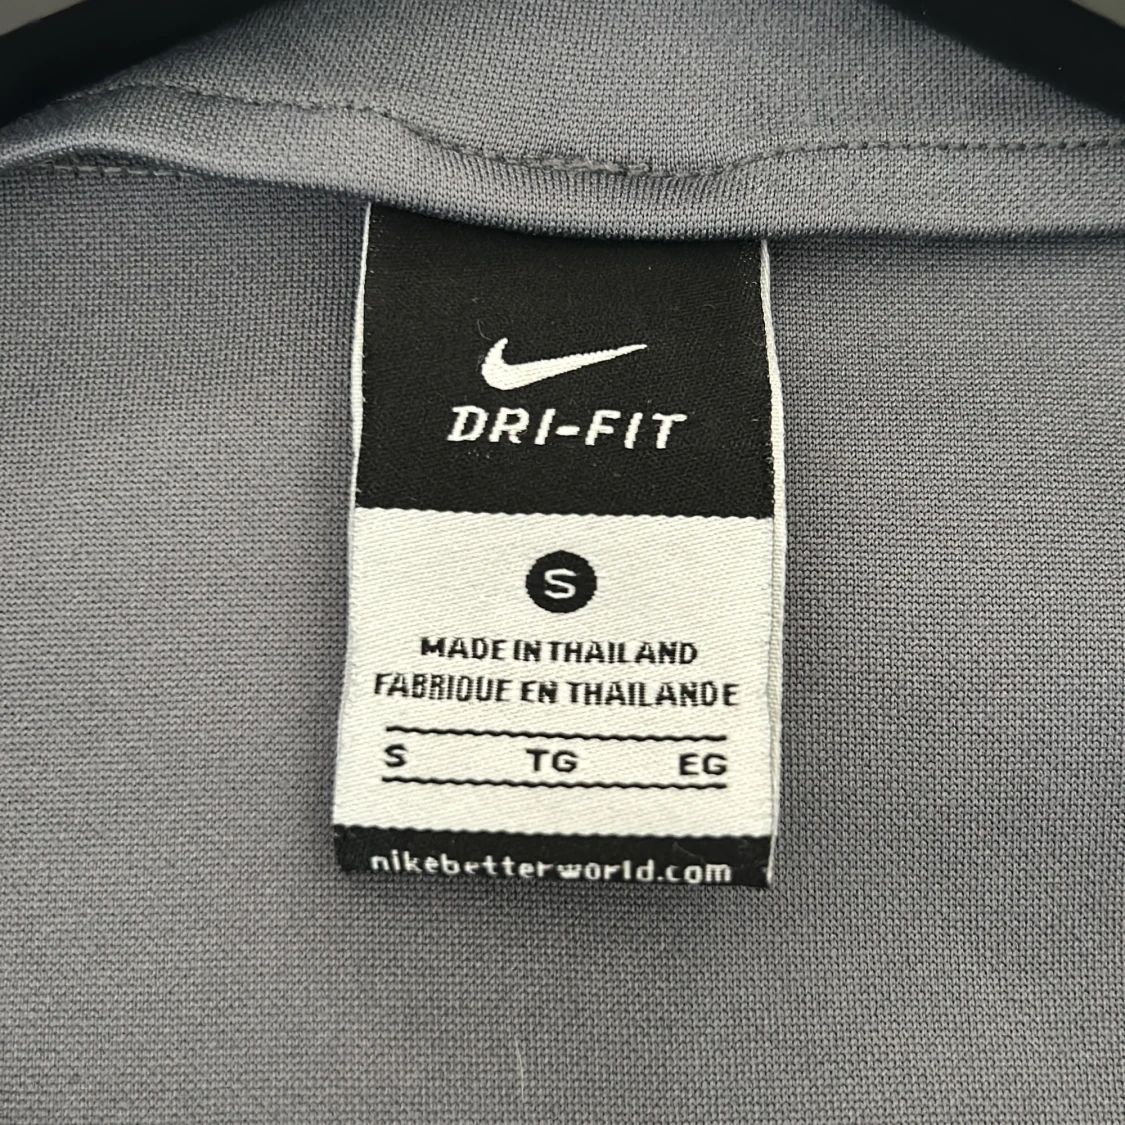 DRI-FIT
S
MADE IN THAILAND
FABRIQUE EN THAILANDE
S TG EG
nikebetterworld.com